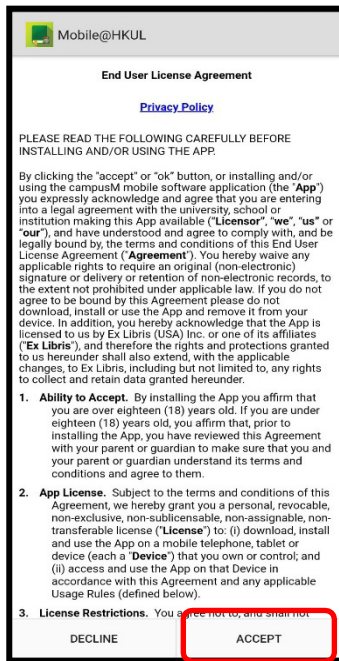 Mobile@HKUL
End User License Agreement
Privacy Policy
PLEASE READ THE FOLLOWING CAREFULLY BEFORE
INSTALLING AND/OR USING THE APP.
By clicking the "accept" or "ok" button, or installing and/or
using the campusM mobile software application (the "App")
you expressly acknowledge and agree that you are entering
into a legal agreement with the university, school or
institution making this App available ("Licensor", "we", "us" or
"our"), and have understood and agree to comply with, and be
legally bound by, the terms and conditions of this End User
License Agreement ("Agreement"). You hereby waive any
applicable rights to require an original (non-electronic)
signature or delivery or retention of non-electronic records, to
the extent not prohibited under applicable law. If you do not
agree to be bound by this Agreement please do not
download, install or use the App and remove it from your
device. In addition, you hereby acknowledge that the App is
licensed to us by Ex Libris (USA) Inc. or one of its affiliates
("Ex Libris"), and therefore the rights and protections granted
to us hereunder shall also extend, with the applicable
changes, to Ex Libris, including but not limited to, any rights
to collect and retain data granted hereunder.
1. Ability to Accept. By installing the App you affirm that
you are over eighteen (18) years old. If you are under
eighteen (18) years old, you affirm that, prior to
installing the App, you have reviewed this Agreement
with your parent or guardian to make sure that you and
your parent or guardian understand its terms and
conditions and agree to them.
2. App License. Subject to the terms and conditions of this
Agreement, we hereby grant you a personal, revocable,
non-exclusive, non-sublicensable, non-assignable, non-
transferable license ("License") to: (i) download, install
and use the App on a mobile telephone, tablet or
device (each a "Device") that you own or control; and
(ii) access and use the App on that Device in
accordance with this Agreement and any applicable
Usage Rules (defined below).
3. License Restrictions. You agree not to, and shall not
DECLINE
ACCEPT